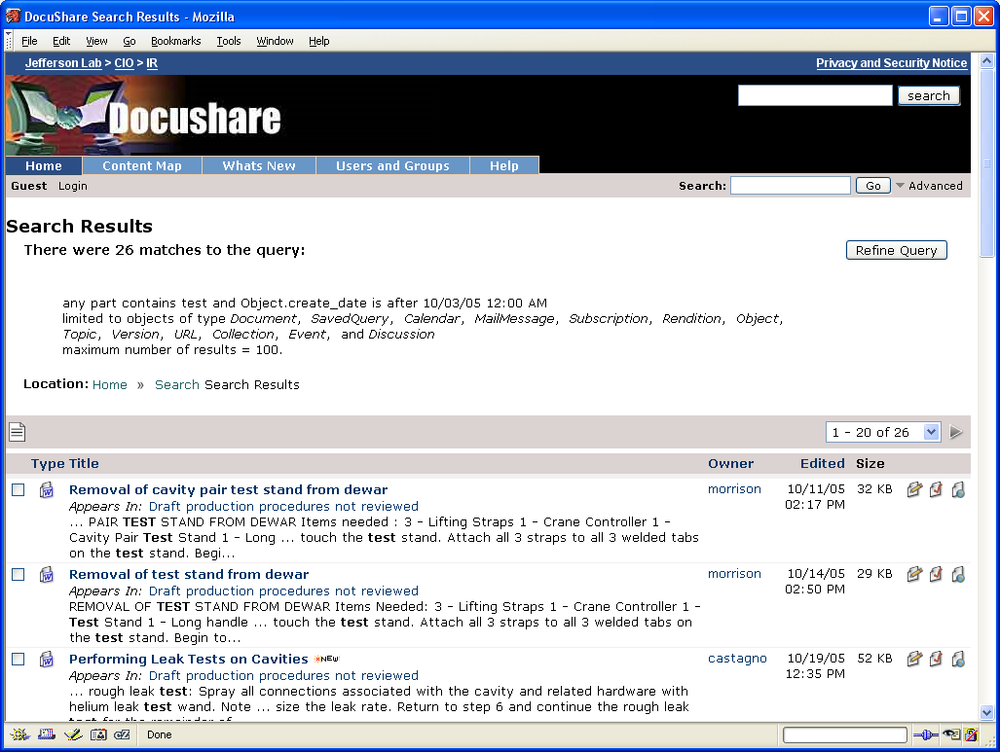 DocuShare Search Results - Mozilla
File Edit View Go Bookmarks Tools Window Help
Jefferson Lab > CIO > IR Privacy and Security Notice
Docushare
search
Home Content Map Whats New Users and Groups Help
Guest Login Search: Go Advanced
Search Results
There were 26 matches to the query:
Refine Query
any part contains test and Object.create_date is after 10/03/05 12:00 AM
limited to objects of type Document, SavedQuery, Calendar, MailMessage, Subscription, Rendition, Object,
Topic, Version, URL, Collection, Event, and Discussion
maximum number of results = 100.
Location: Home » Search Search Results
1 - 20 of 26
Type Title Owner Edited Size
Removal of cavity pair test stand from dewar morrison 10/11/05 32 KB
Appears In: Draft production procedures not reviewed 02:17 PM
... PAIR TEST STAND FROM DEWAR Items needed : 3 - Lifting Straps 1 - Crane Controller 1 -
Cavity Pair Test Stand 1 - Long ... touch the test stand. Attach all 3 straps to all 3 welded tabs
on the test stand. Begi...
Removal of test stand from dewar morrison 10/14/05 29 KB
Appears In: Draft production procedures not reviewed 02:50 PM
REMOVAL OF TEST STAND FROM DEWAR Items Needed: 3 - Lifting Straps 1 - Crane Controller 1 -
Test Stand 1 - Long handle ... touch the test stand. Attach all 3 straps to all 3 welded tabs on
the test stand. Begin to...
Performing Leak Tests on Cavities NEW castagno 10/19/05 52 KB
Appears In: Draft production procedures not reviewed 12:35 PM
... rough leak test: Spray all connections associated with the cavity and related hardware with
helium leak test wand. Note ... size the leak rate. Return to step 6 and continue the rough leak
test for the remainder of
Done